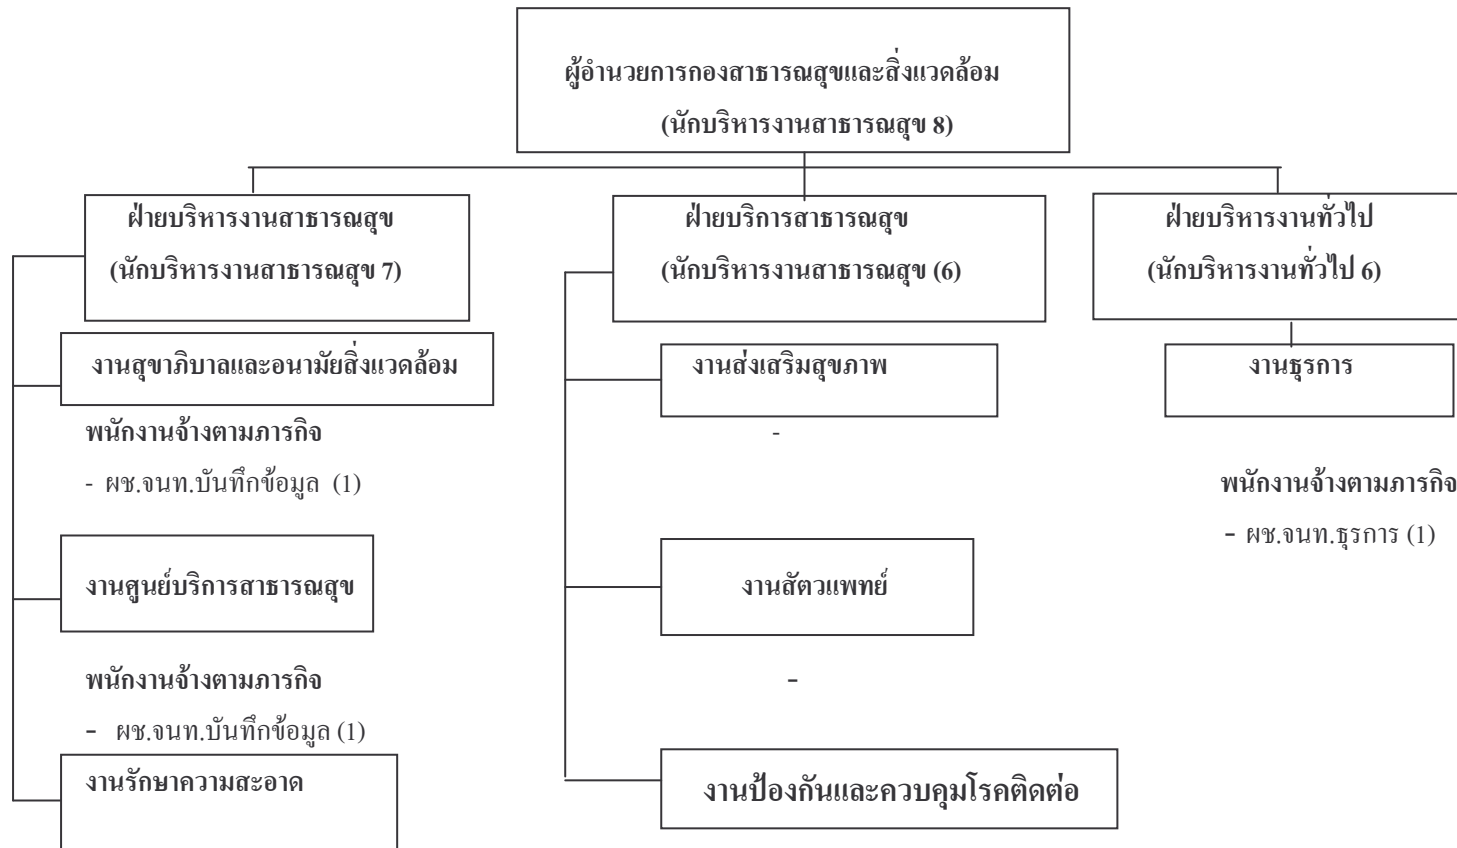 ผู้อำนวยการกองสาธารณสุขและสิ่งแวดล้อม
(นักบริหารงานสาธารณสุข 8)
ฝ่ายบริหารงานสาธารณสุข
(นักบริหารงานสาธารณสุข 7)
งานสุขาภิบาลและอนามัยสิ่งแวดล้อม
พนักงานจ้างตามภารกิจ
- ผช.จนท.บันทึกข้อมูล (1)
งานศูนย์บริการสาธารณสุข
พนักงานจ้างตามภารกิจ
- ผช.จนท.บันทึกข้อมูล (1)
งานรักษาความสะอาด
ฝ่ายบริการสาธารณสุข
(นักบริหารงานสาธารณสุข (6)
งานส่งเสริมสุขภาพ
-
งานสัตวแพทย์
-
งานป้องกันและควบคุมโรคติดต่อ
ฝ่ายบริหารงานทั่วไป
(นักบริหารงานทั่วไป 6)
งานธุรการ
พนักงานจ้างตามภารกิจ
- ผช.จนท.ธุรการ (1)